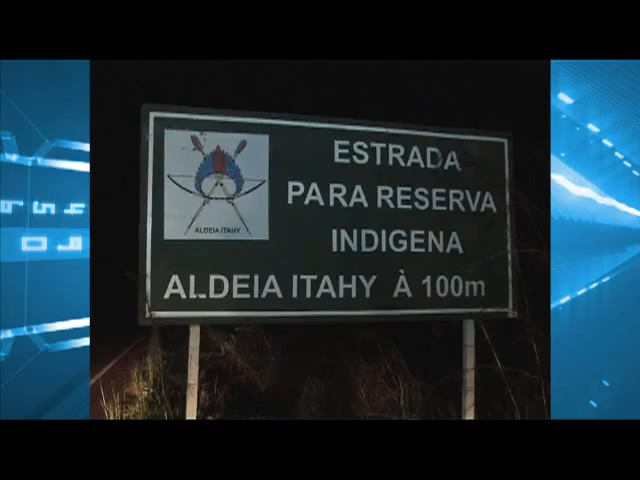 ESTRADA
PARA RESERVA
INDIGENA
ALDEIA ITAHY À 100m
ALDEIA ITAHY